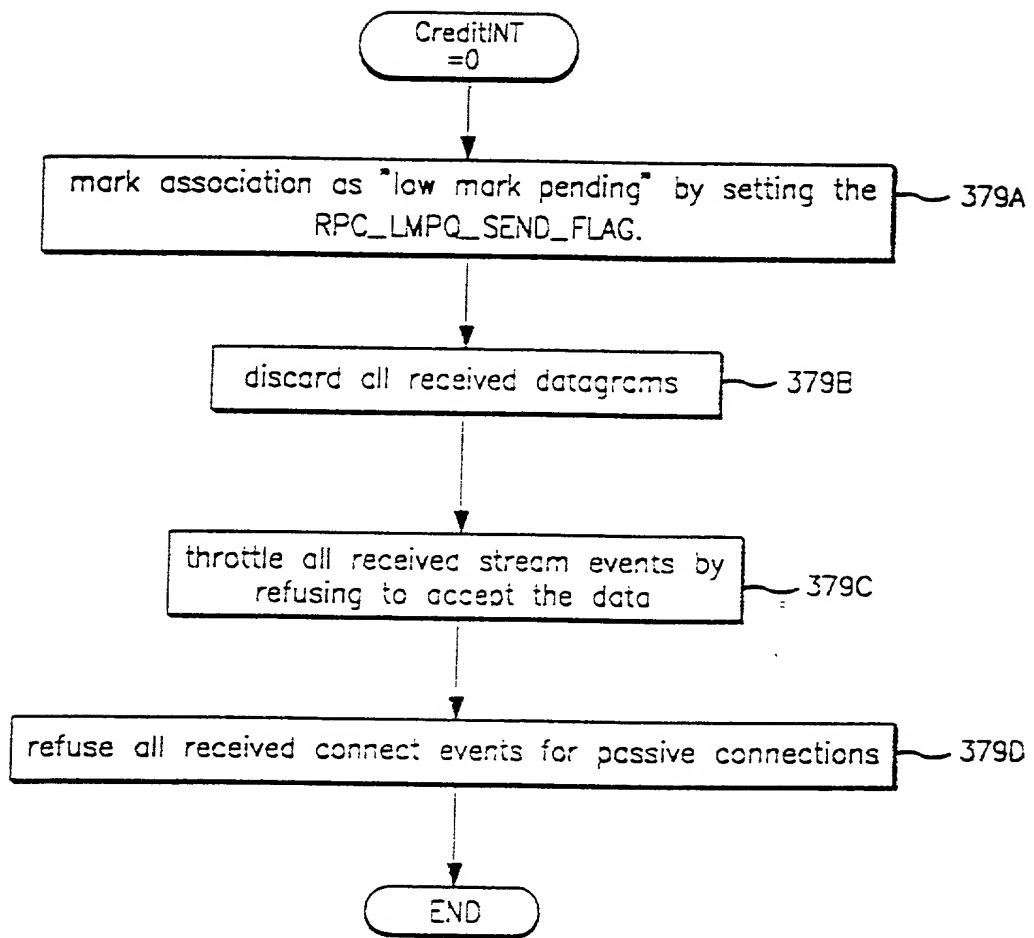 CreditINT
=0
mark association as "low mark pending" by setting the
RPC_LMPQ_SEND_FLAG.
379A
discard all received datagrams
379B
throttle all received stream events by
refusing to accept the data
379C
refuse all received connect events for passive connections
379D
END